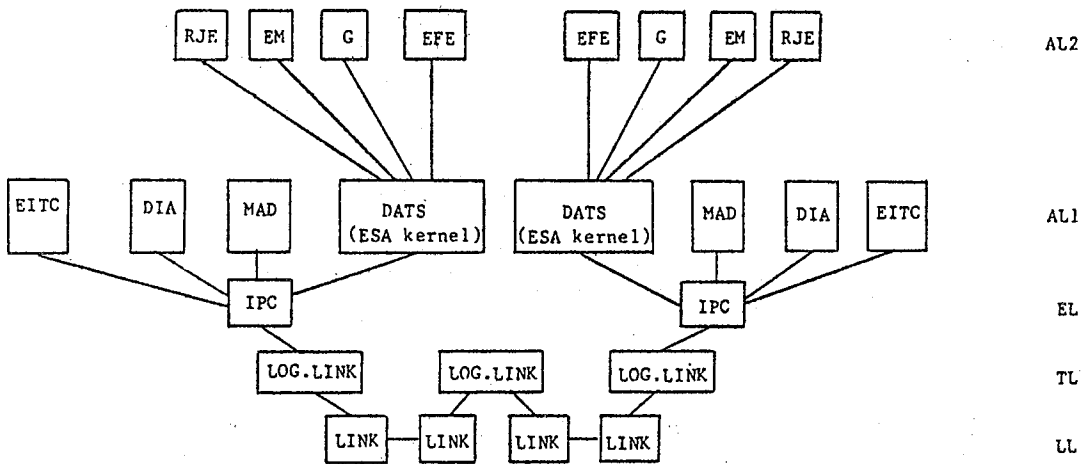 RJE EM G EFE EFE G EM RJE AL2
EITC DIA MAD DATS DATS MAD DIA EITC AL1
(ESA kernel) (ESA kernel)
IPC IPC EL
LOG.LINK LOG.LINK LOG.LINK TL
LINK LINK LINK LINK LL